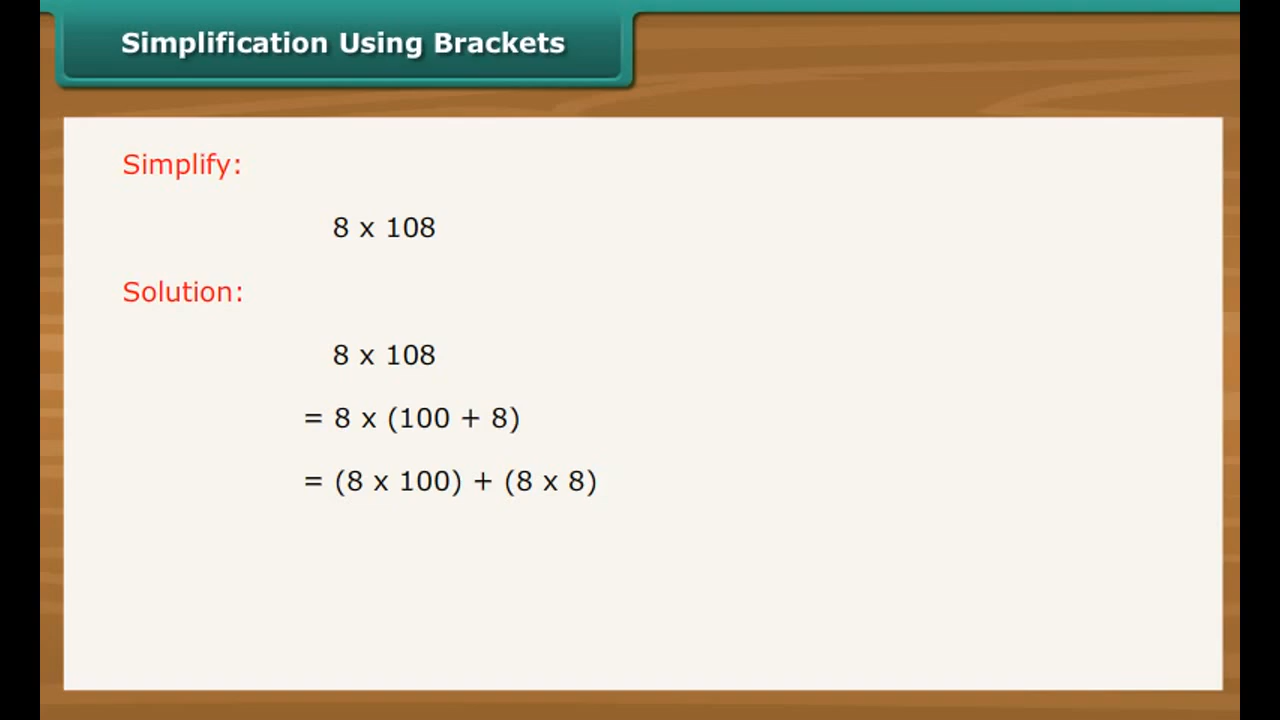 Simplification Using Brackets
Simplify:
8 x 108
Solution:
8 x 108
= 8 x (100 + 8)
= (8 x 100) + (8 x 8)